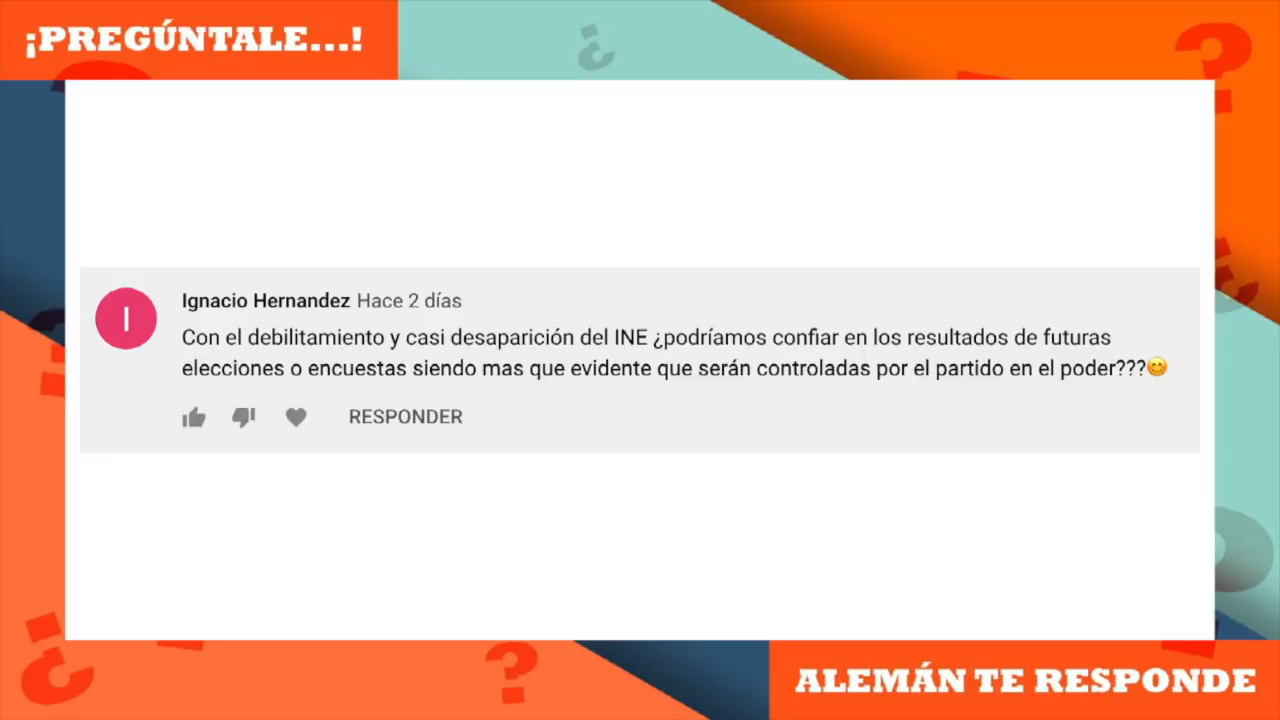 ¡PREGÚNTALE...!
I
Ignacio Hernandez Hace 2 días
Con el debilitamiento y casi desaparición del INE ¿podríamos confiar en los resultados de futuras
elecciones o encuestas siendo mas que evidente que serán controladas por el partido en el poder???😊
RESPONDER
ALEMÁN TE RESPONDE